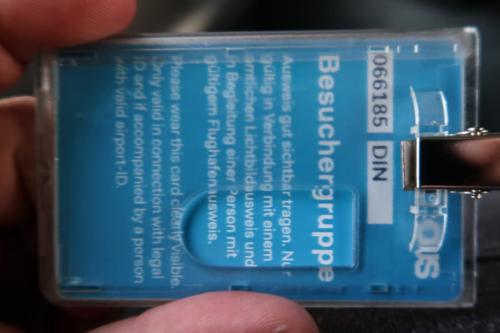 066185 DIN
Besuchergruppe
Ausweis gut sichtbar tragen. Nur
gültig in Verbindung mit einem
amtlichen Lichtbildausweis und
in Begleitung einer Person mit
gültigem Flughafenausweis.
Please wear this card clearly visible.
Only valid in connection with legal
ID and if accompanied by a person
with valid airport-ID.